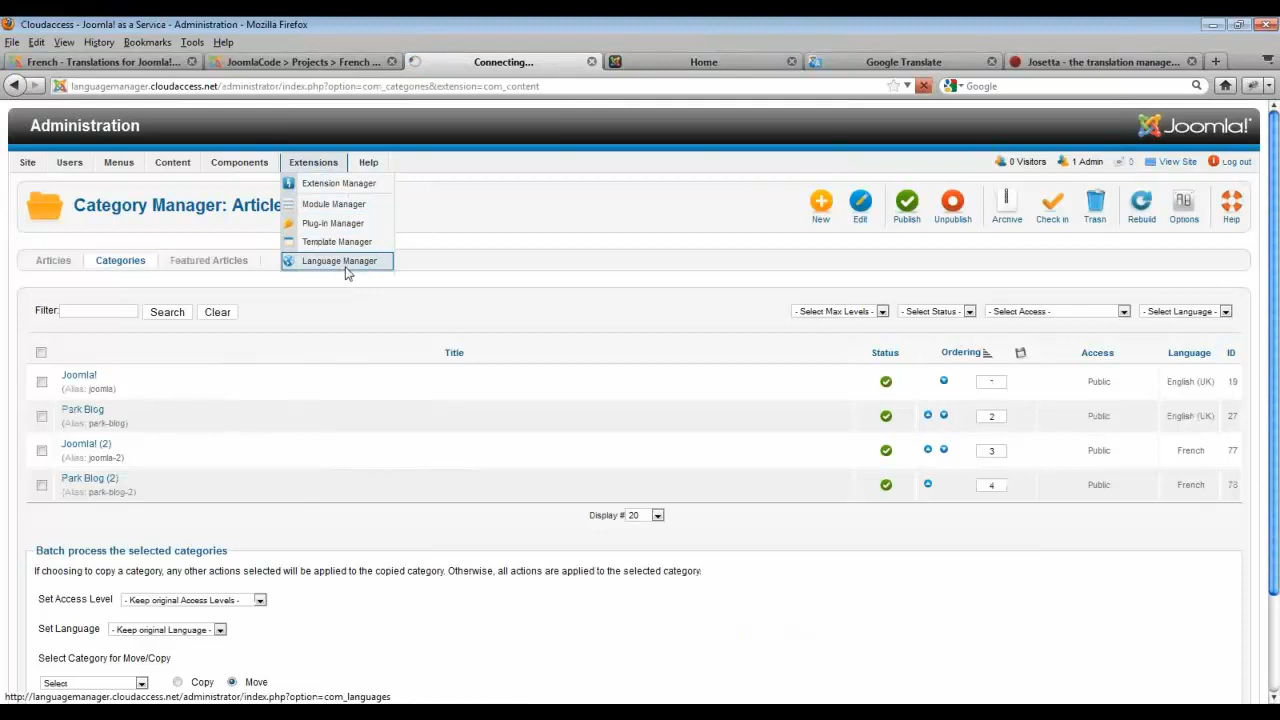 Cloudaccess - Joomla! as a Service - Administration - Mozilla Firefox
File Edit View History Bookmarks Tools Help
French - Translations for Joomla!... JoomlaCode > Projects > French ... Connecting... Home Google Translate Josetta - the translation manage...
languagemanager.cloudaccess.net/administrator/index.php?option=com_categories&extension=com_content Google
Administration Joomla!
Site Users Menus Content Components Extensions Help 0 Visitors 1 Admin 0 View Site Log out
Extension Manager
Module Manager
Plug-in Manager
Template Manager
Language Manager
Category Manager: Article
New Edit Publish Unpublish Archive Check in Trash Rebuild Options Help
Articles Categories Featured Articles
Filter: Search Clear - Select Max Levels - - Select Status - - Select Access - - Select Language -
Title Status Ordering Access Language ID
Joomla! Public English (UK) 19
(Alias: joomla)
Park Blog 2 Public English (UK) 27
(Alias: park-blog)
Joomla! (2) 3 Public French 77
(Alias: joomla-2)
Park Blog (2) 4 Public French 78
(Alias: park-blog-2)
Display # 20
Batch process the selected categories
If choosing to copy a category, any other actions selected will be applied to the copied category. Otherwise, all actions are applied to the selected category.
Set Access Level - Keep original Access Levels -
Set Language - Keep original Language -
Select Category for Move/Copy
Select Copy Move
http://languagemanager.cloudaccess.net/administrator/index.php?option=com_languages